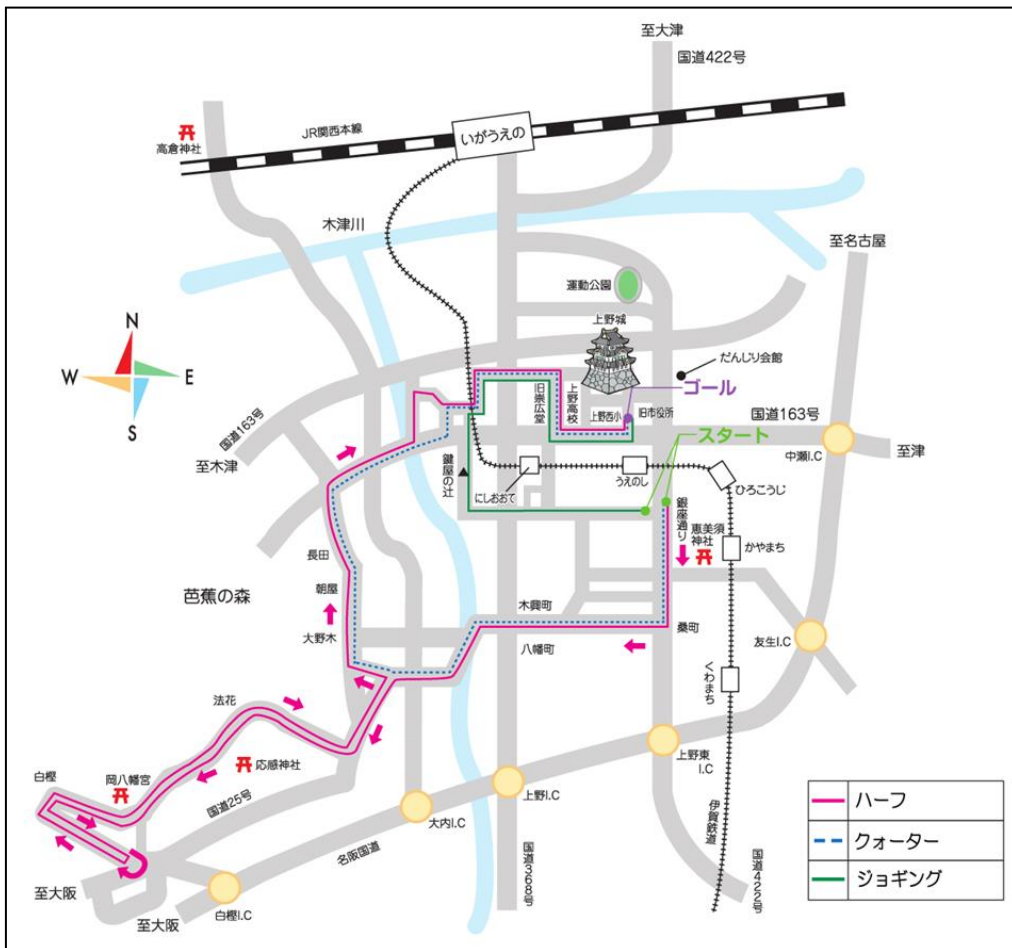 至大津
国道422号
JR関西本線
いがうえの
高倉神社
木津川
至名古屋
運動公園
上野城
だんじり会館
N
W
E
S
ゴール
旧崇広堂
上野高校
上野西小
旧市役所
国道163号
スタート
国道163号
至木津
中瀬I.C
至津
鍵屋の辻
にしおおて
うえのし
ひろこうじ
銀座通り
恵美須
神社
かやまち
長田
芭蕉の森
朝屋
木興町
大野木
八幡町
桑町
友生I.C
くわまち
法花
応感神社
上野東
I.C
白樫
岡八幡宮
国道25号
上野I.C
大内I.C
名阪国道
伊賀鉄道
ハーフ
クォーター
ジョギング
国道368号
国道422号
至大阪
白樫I.C
至大阪